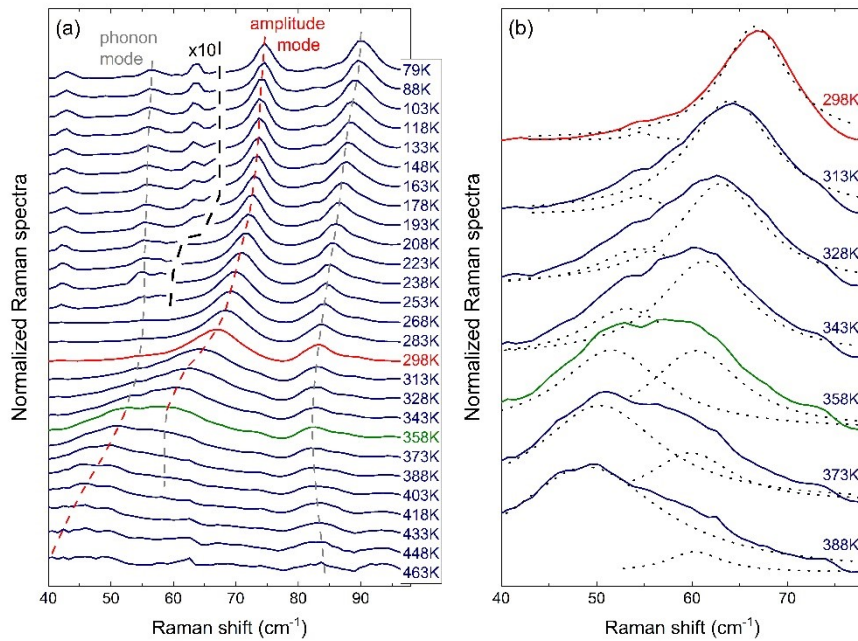 (a)
phonon
mode
x10
amplitude
mode
79K
88K
103K
118K
133K
148K
163K
178K
193K
208K
223K
238K
253K
268K
283K
298K
313K
328K
343K
358K
373K
388K
403K
418K
433K
448K
463K
Normalized Raman spectra
40 50 60 70 80 90
Raman shift (cm⁻¹)
(b)
298K
313K
328K
343K
358K
373K
388K
Normalized Raman spectra
40 50 60 70
Raman shift (cm⁻¹)